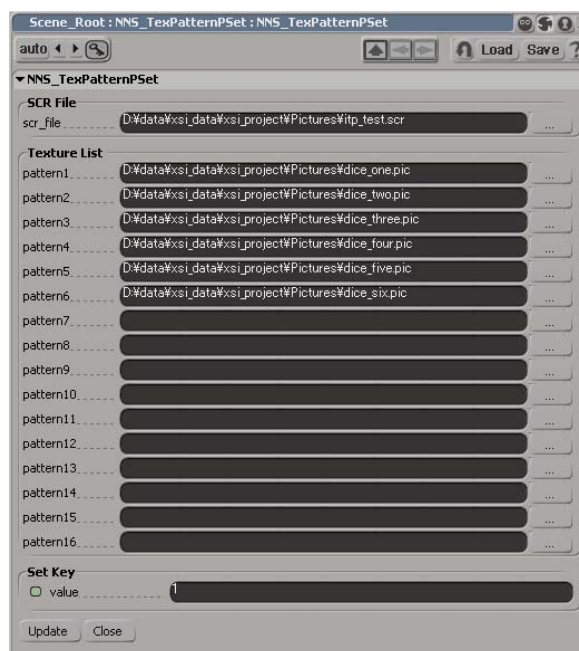 Scene_Root : NNS_TexPatternPSet : NNS_TexPatternPSet
auto Load Save ?
NNS_TexPatternPSet
SCR File
scr_file D:¥data¥xsi_data¥xsi_project¥Pictures¥itp_test.scr ...
Texture List
pattern1 D:¥data¥xsi_data¥xsi_project¥Pictures¥dice_one.pic ...
pattern2 D:¥data¥xsi_data¥xsi_project¥Pictures¥dice_two.pic ...
pattern3 D:¥data¥xsi_data¥xsi_project¥Pictures¥dice_three.pic ...
pattern4 D:¥data¥xsi_data¥xsi_project¥Pictures¥dice_four.pic ...
pattern5 D:¥data¥xsi_data¥xsi_project¥Pictures¥dice_five.pic ...
pattern6 D:¥data¥xsi_data¥xsi_project¥Pictures¥dice_six.pic ...
pattern7 ...
pattern8 ...
pattern9 ...
pattern10 ...
pattern11 ...
pattern12 ...
pattern13 ...
pattern14 ...
pattern15 ...
pattern16 ...
Set Key
value 1
Update Close